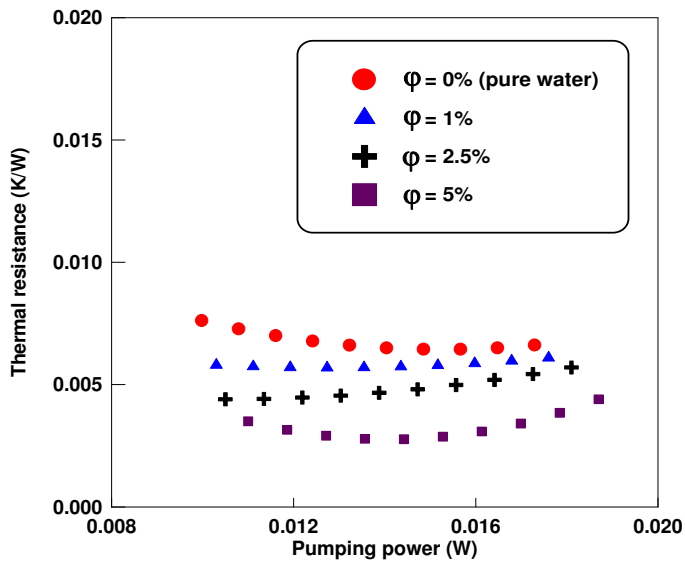 0.020
0.015
0.010
0.005
0.000
Thermal resistance (K/W)
φ = 0% (pure water)
φ = 1%
φ = 2.5%
φ = 5%
0.008 0.012 0.016 0.020
Pumping power (W)